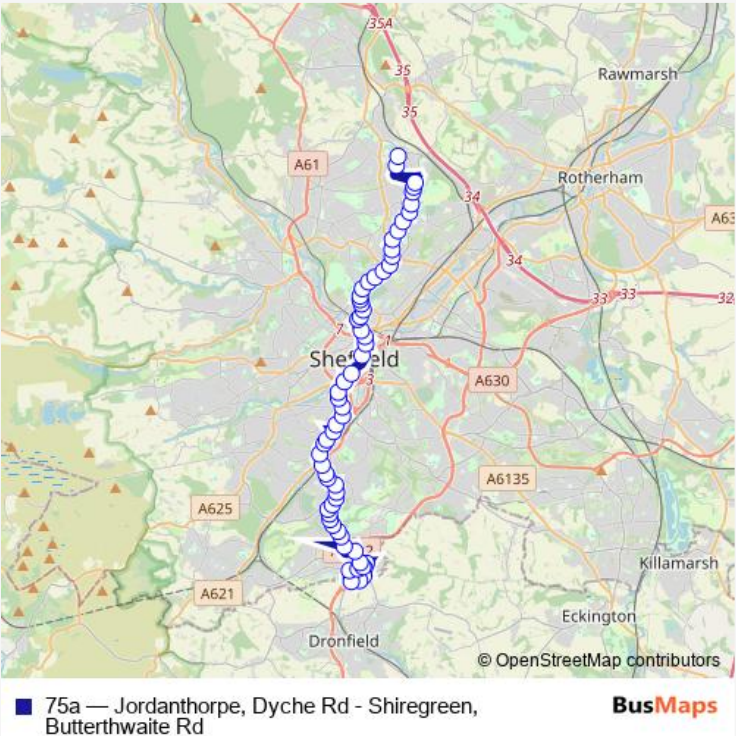 35A
35
Rawmarsh
35
A61
Rotherham
34
A63
34
33
33
32
7
1
Sheffield
3
A630
A6135
A625
Killamarsh
A621
Eckington
Dronfield
© OpenStreetMap contributors
75a — Jordanthorpe, Dyche Rd - Shiregreen,
Butterthwaite Rd
BusMaps